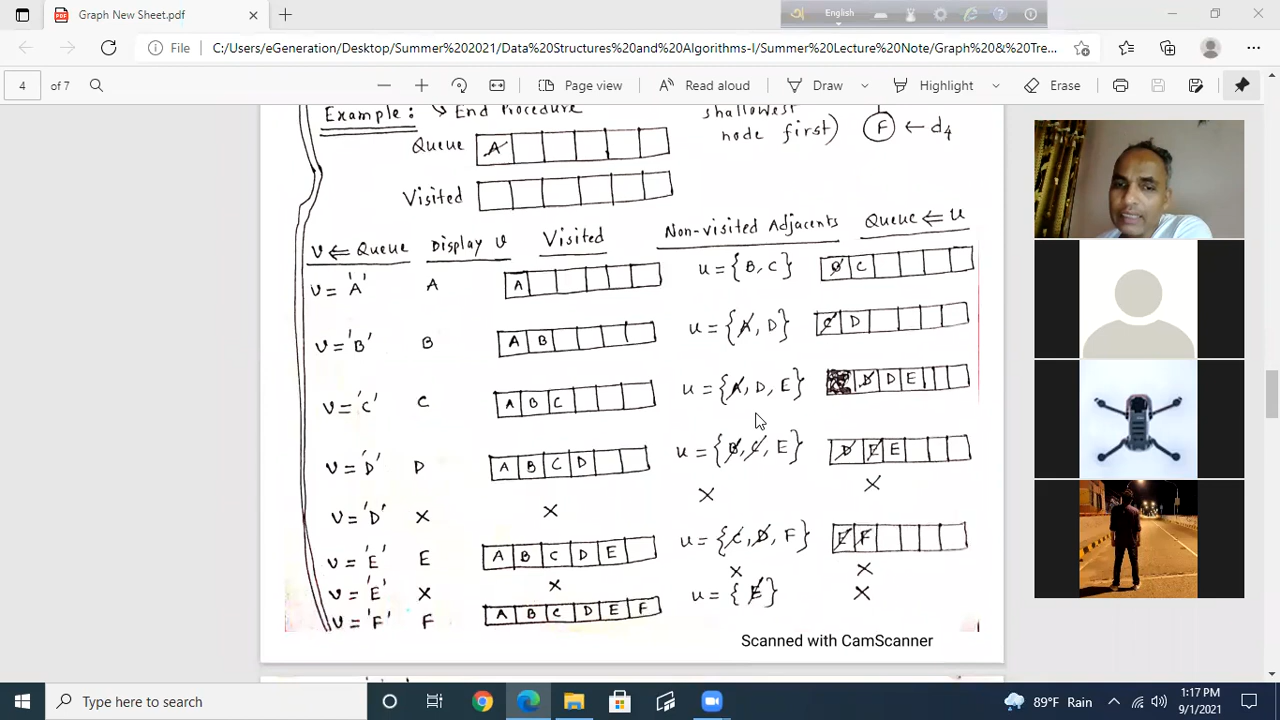 Graph New Sheet.pdf
English
File
C:/Users/eGeneration/Desktop/Summer%202021/Data%20Structures%20and%20Algorithms-I/Summer%20Lecture%20Note/Graph%20&%20Tre...
4 of 7
Page view
Read aloud
Draw
Highlight
Erase
Example: ↳ End Procedure
shallowest
node first) F ← d4
Queue A
Visited
v ⇐ Queue Display v Visited Non-visited Adjacents Queue ⇐ u
v = 'A' A A u = {B, C} B C
v = 'B' B A B u = {A, D} C D
v = 'C' C A B C u = {A, D, E} D D E
v = 'D' D A B C D u = {B, C, E} D E E
v = 'D' X X X X
v = 'E' E A B C D E u = {C, D, F} E F
v = 'E' X X X X
v = 'F' F A B C D E F u = {E} X
Scanned with CamScanner
Type here to search
89°F Rain
1:17 PM
9/1/2021